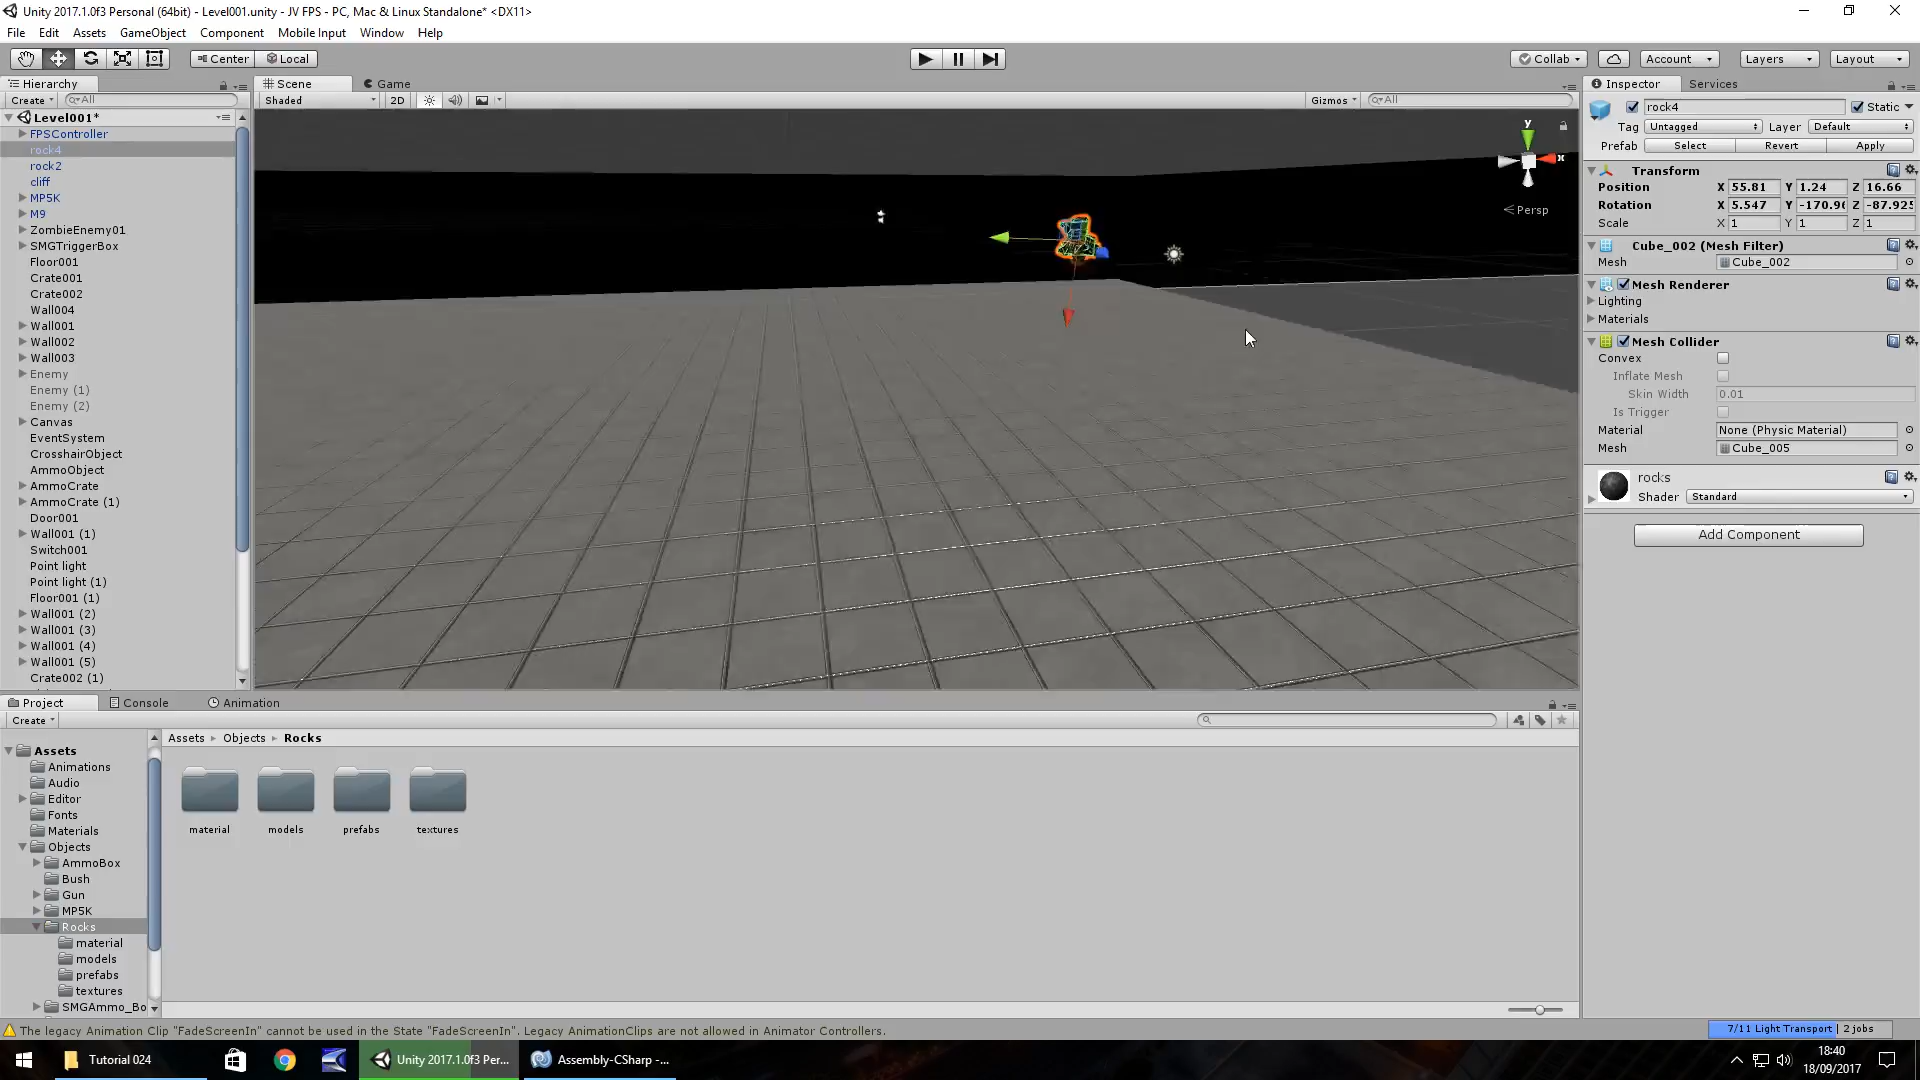 Unity 2017.1.0f3 Personal (64bit) - Level001.unity - JV FPS - PC, Mac & Linux Standalone* <DX11>
File Edit Assets GameObject Component Mobile Input Window Help
Center Local
Collab Account Layers Layout
Hierarchy
Create All
Level001*
FPSController
rock4
rock2
cliff
MP5K
M9
ZombieEnemy01
SMGTriggerBox
Floor001
Crate001
Crate002
Wall004
Wall001
Wall002
Wall003
Enemy
Enemy (1)
Enemy (2)
Canvas
EventSystem
CrosshairObject
AmmoObject
AmmoCrate
AmmoCrate (1)
Door001
Wall001 (1)
Switch001
Point light
Point light (1)
Floor001 (1)
Wall001 (2)
Wall001 (3)
Wall001 (4)
Wall001 (5)
Crate002 (1)
Scene Game
Shaded 2D Gizmos All
y
x
Persp
Inspector Services
rock4 Static
Tag Untagged Layer Default
Prefab Select Revert Apply
Transform
Position X 55.81 Y 1.24 Z 16.66
Rotation X 5.547 Y -170.96 Z -87.925
Scale X 1 Y 1 Z 1
Cube_002 (Mesh Filter)
Mesh Cube_002
Mesh Renderer
Lighting
Materials
Mesh Collider
Convex
Inflate Mesh
Skin Width 0.01
Is Trigger
Material None (Physic Material)
Mesh Cube_005
rocks
Shader Standard
Add Component
Project Console Animation
Create
Assets
Animations
Audio
Editor
Fonts
Materials
Objects
AmmoBox
Bush
Gun
MP5K
Rocks
material
models
prefabs
textures
SMGAmmo_Bo
Assets Objects Rocks
material models prefabs textures
The legacy Animation Clip "FadeScreenIn" cannot be used in the State "FadeScreenIn". Legacy AnimationClips are not allowed in Animator Controllers.
7/11 Light Transport | 2 jobs
Tutorial 024
Unity 2017.1.0f3 Per...
Assembly-CSharp -...
18:40
18/09/2017